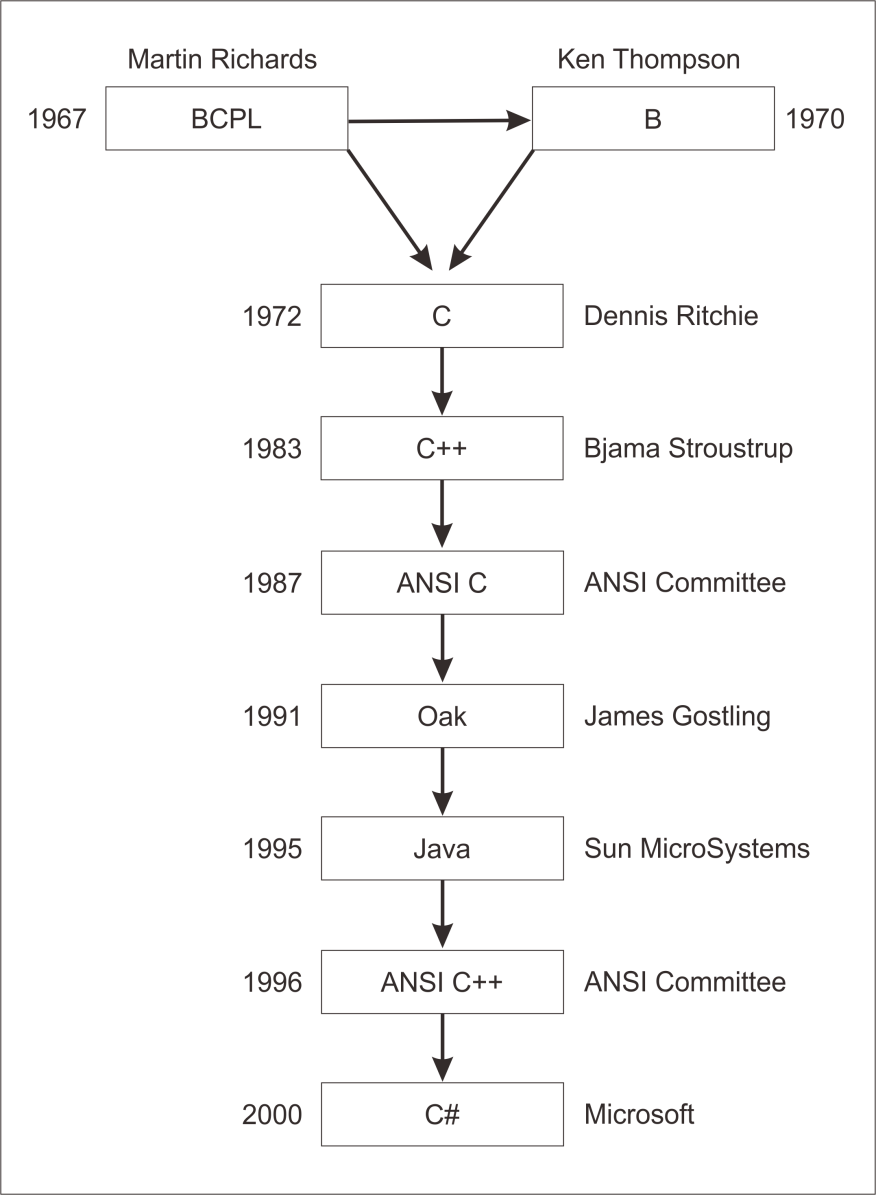 Martin Richards
Ken Thompson
1967 BCPL B 1970
1972 C Dennis Ritchie
1983 C++ Bjama Stroustrup
1987 ANSI C ANSI Committee
1991 Oak James Gostling
1995 Java Sun MicroSystems
1996 ANSI C++ ANSI Committee
2000 C# Microsoft